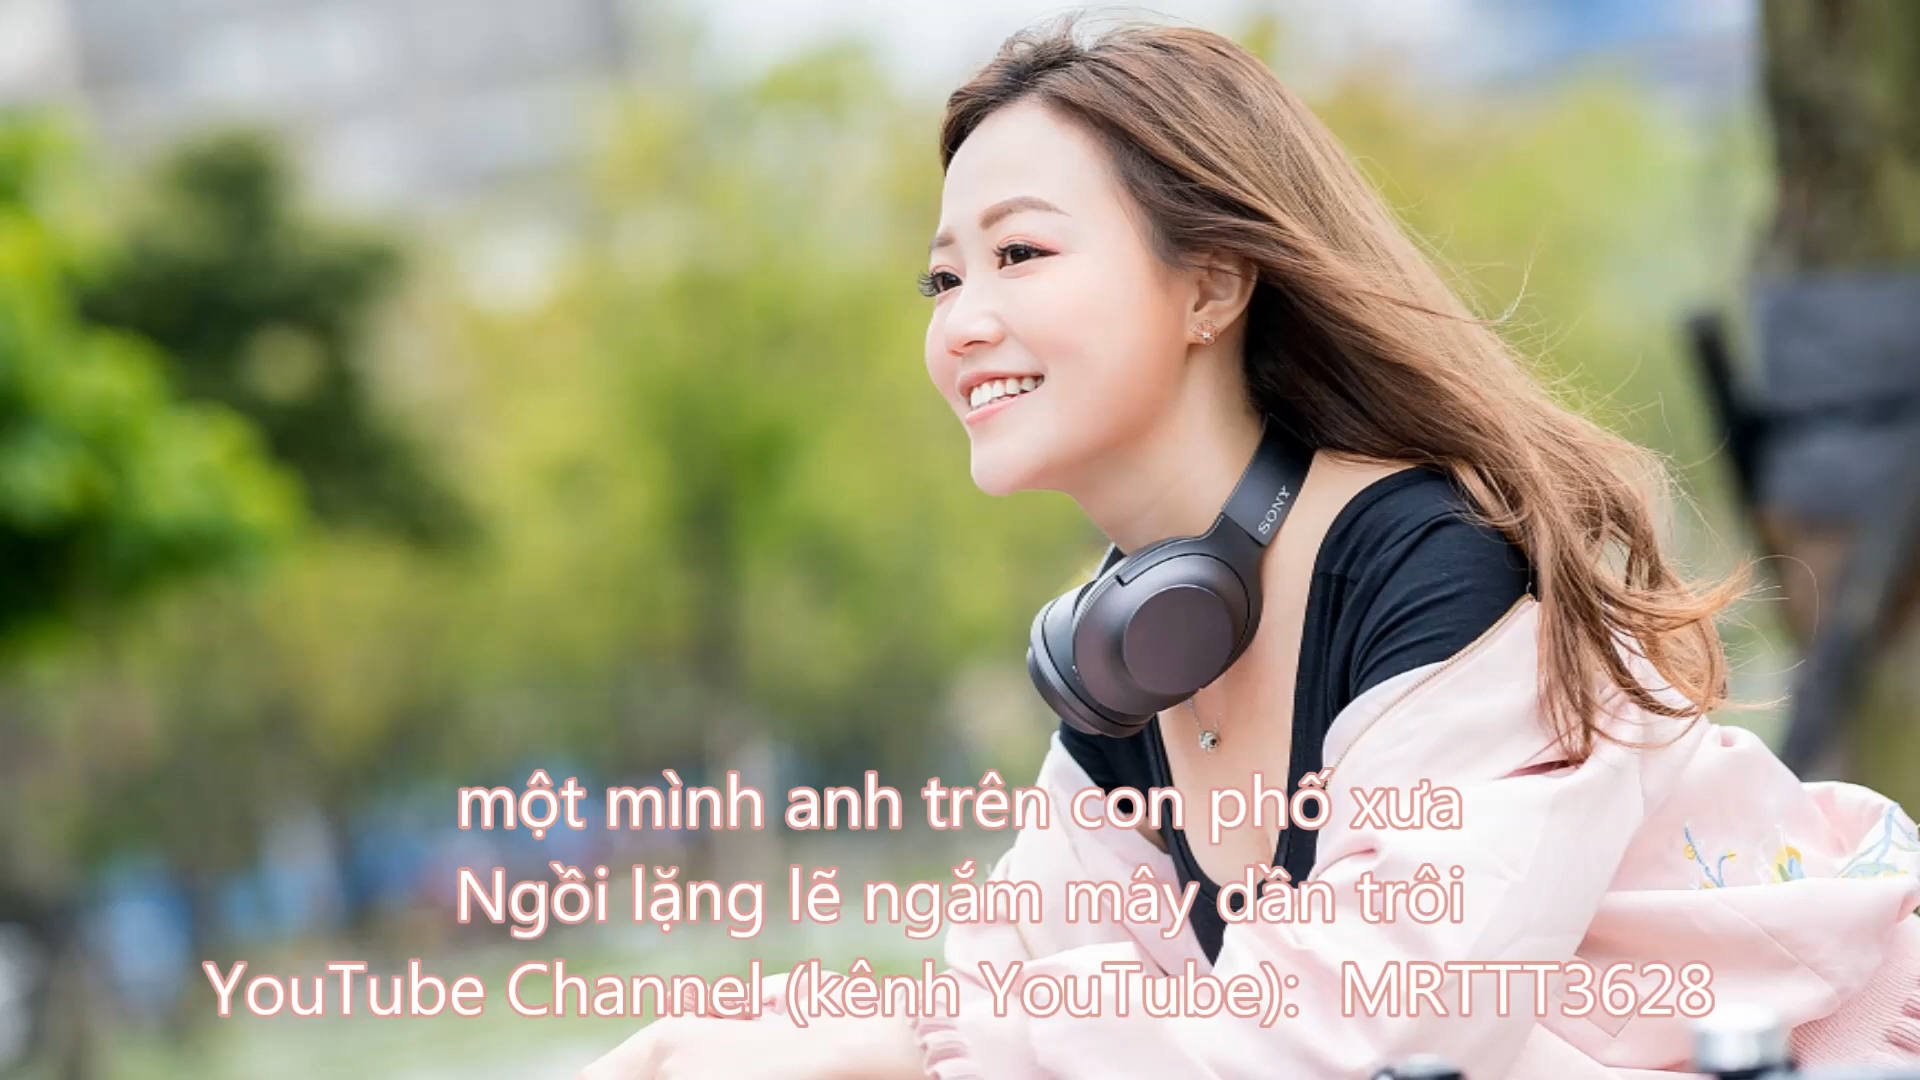 SONY
một mình anh trên con phố xưa
Ngồi lặng lẽ ngắm mây dần trôi
YouTube Channel (kênh YouTube):  MRTTT3628